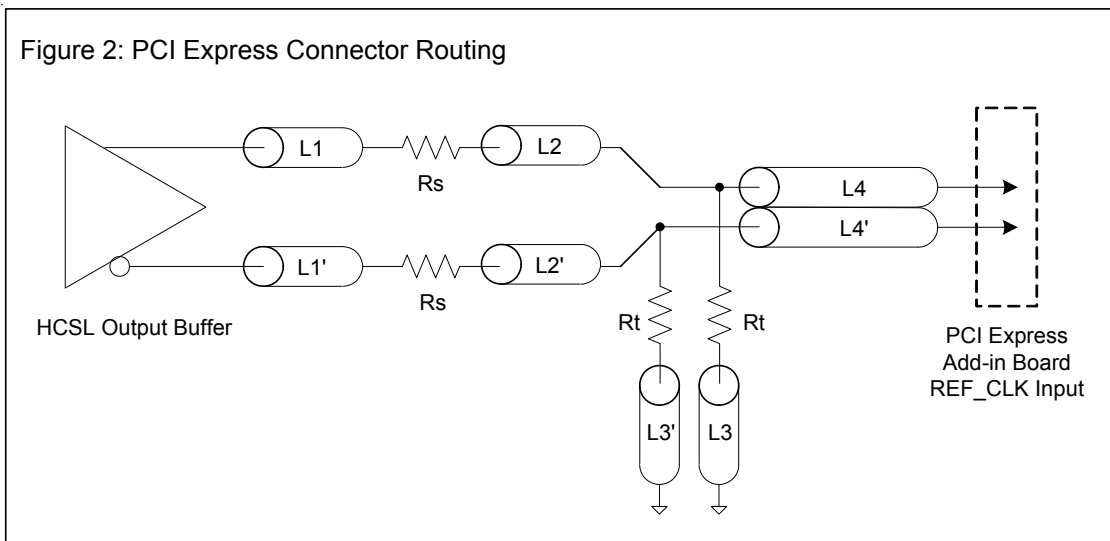 Figure 2: PCI Express Connector Routing
L1
Rs
L2
L4
L4'
L1'
Rs
L2'
HCSL Output Buffer
Rt
Rt
L3'
L3
PCI Express
Add-in Board
REF_CLK Input